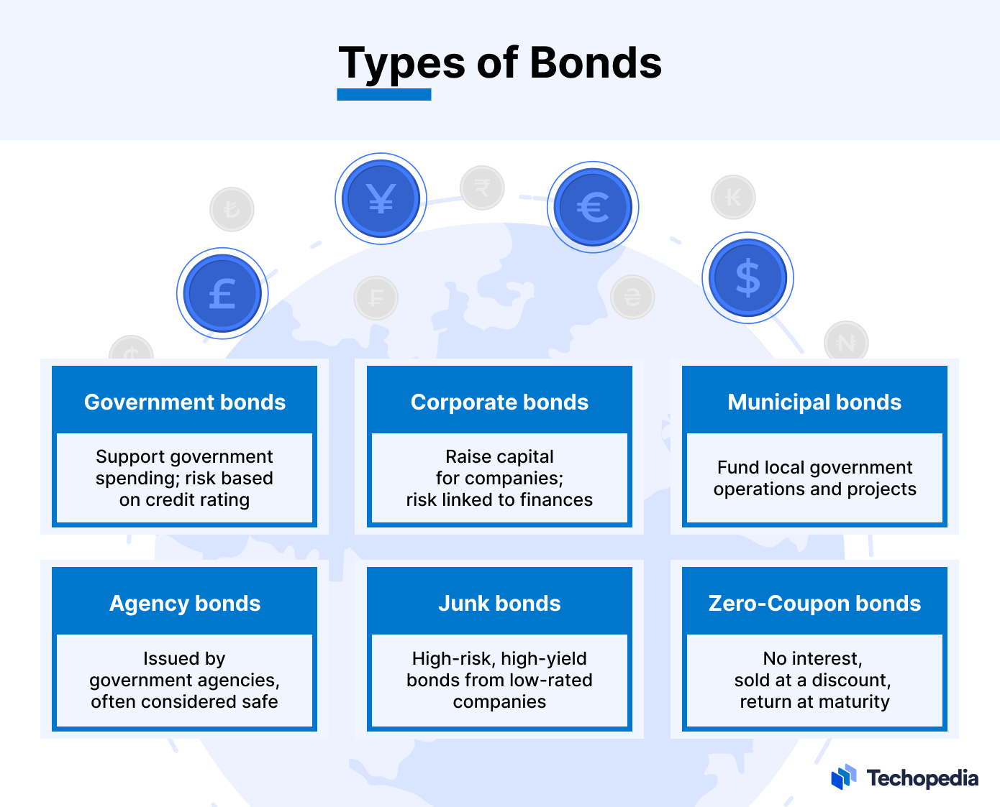 Types of Bonds
₺
¥
₹
€
₭
£
₣
₴
$
₦
Government bonds
Support government
spending; risk based
on credit rating
Corporate bonds
Raise capital
for companies;
risk linked to finances
Municipal bonds
Fund local government
operations and projects
Agency bonds
Issued by
government agencies,
often considered safe
Junk bonds
High-risk, high-yield
bonds from low-rated
companies
Zero-Coupon bonds
No interest,
sold at a discount,
return at maturity
Techopedia